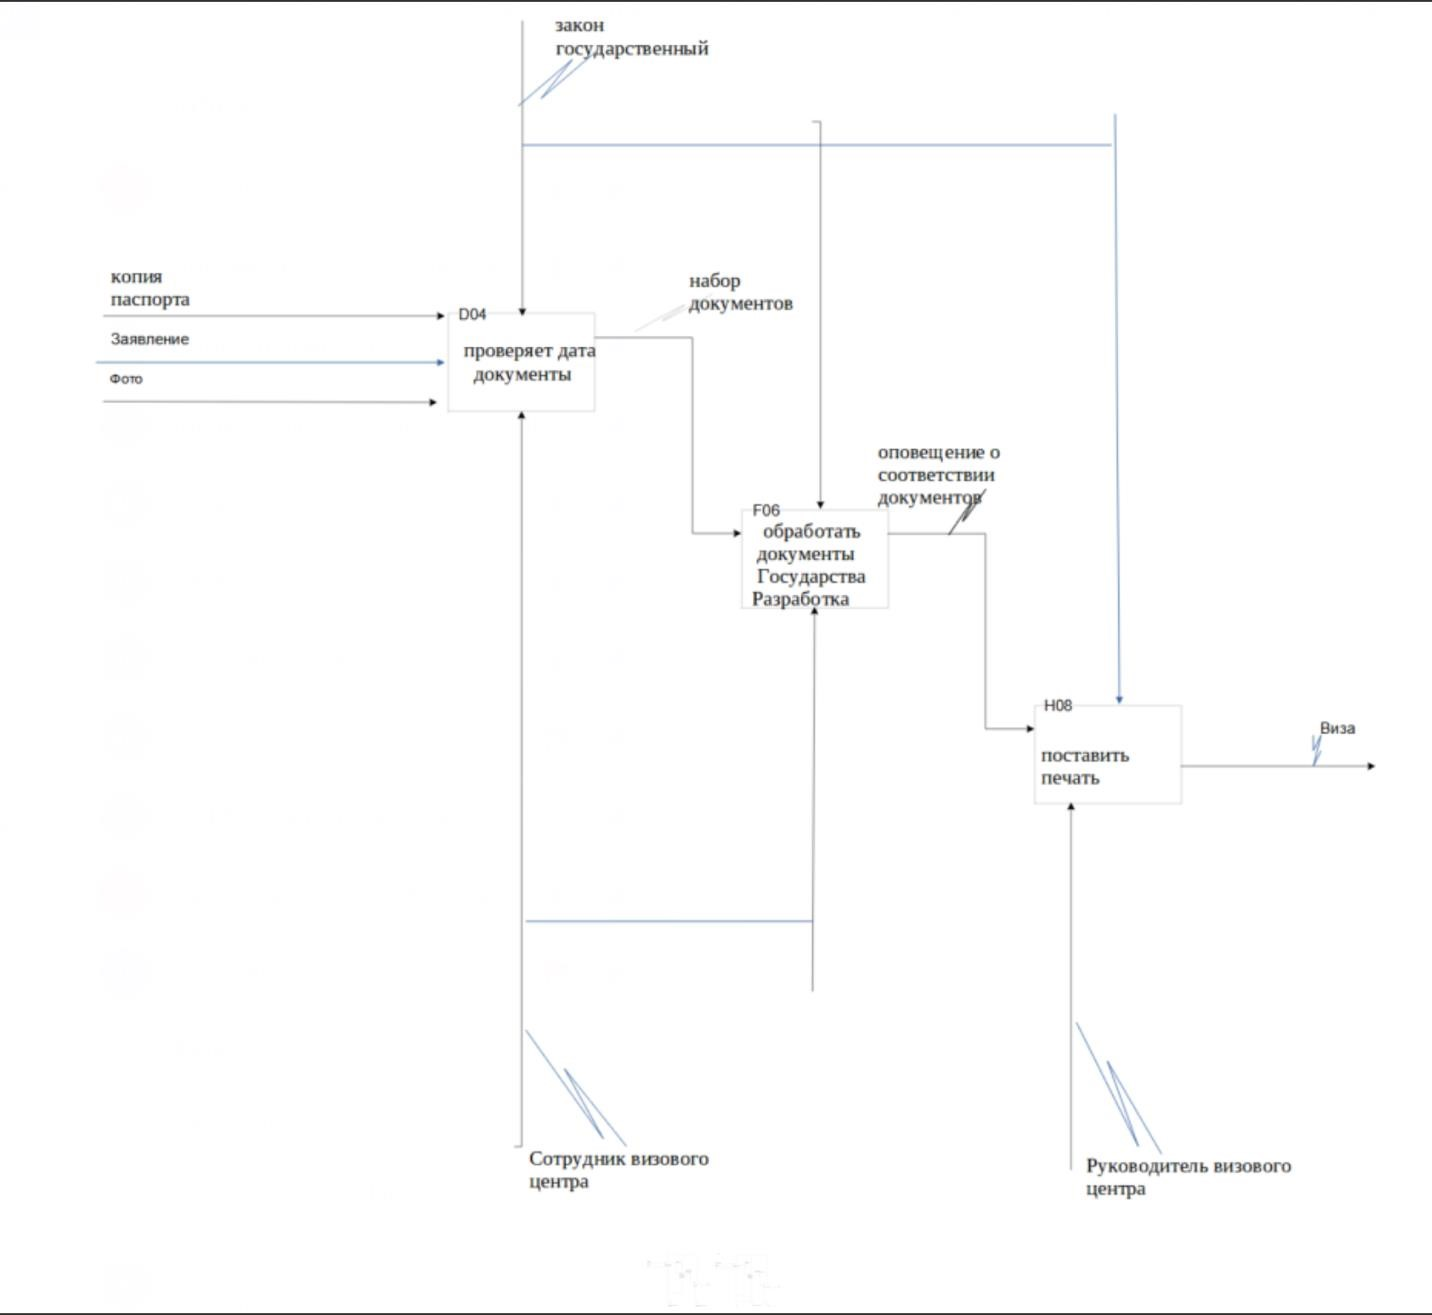 закон
государственный
копия
паспорта
Заявление
Фото
набор
документов
D04
проверяет дата
документы
оповещение о
соответствии
документов
F06
обработать
документы
Государства
Разработка
H08
поставить
печать
Виза
Сотрудник визового
центра
Руководитель визового
центра